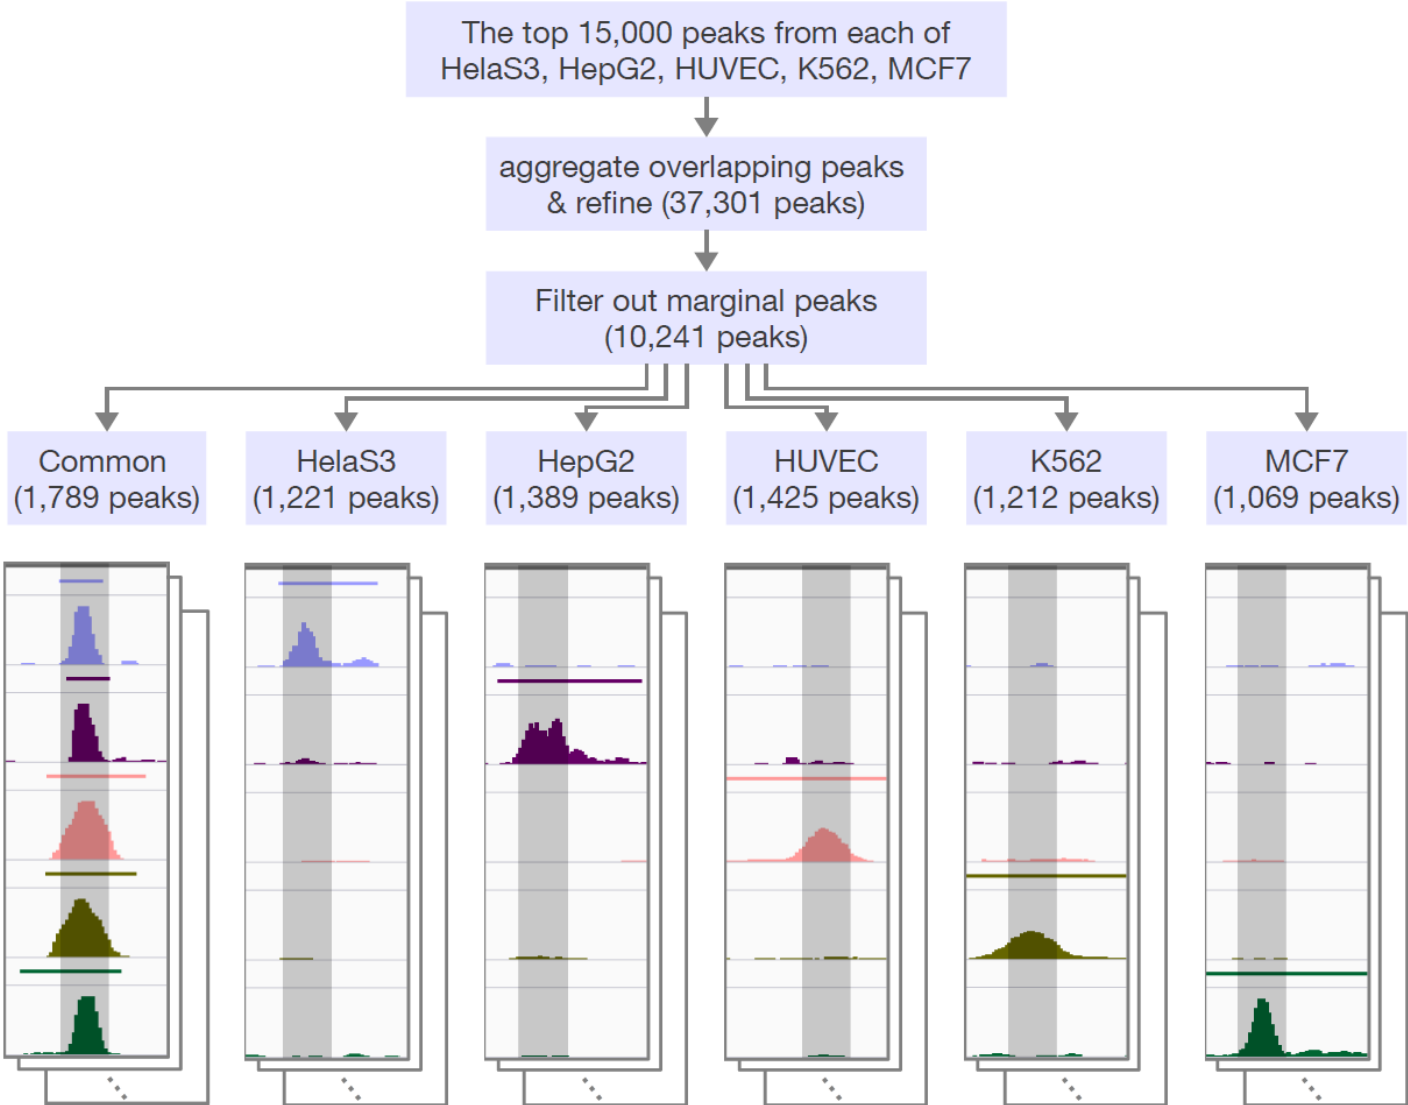 The top 15,000 peaks from each of
HelaS3, HepG2, HUVEC, K562, MCF7
aggregate overlapping peaks
& refine (37,301 peaks)
Filter out marginal peaks
(10,241 peaks)
Common
(1,789 peaks)
HelaS3
(1,221 peaks)
HepG2
(1,389 peaks)
HUVEC
(1,425 peaks)
K562
(1,212 peaks)
MCF7
(1,069 peaks)